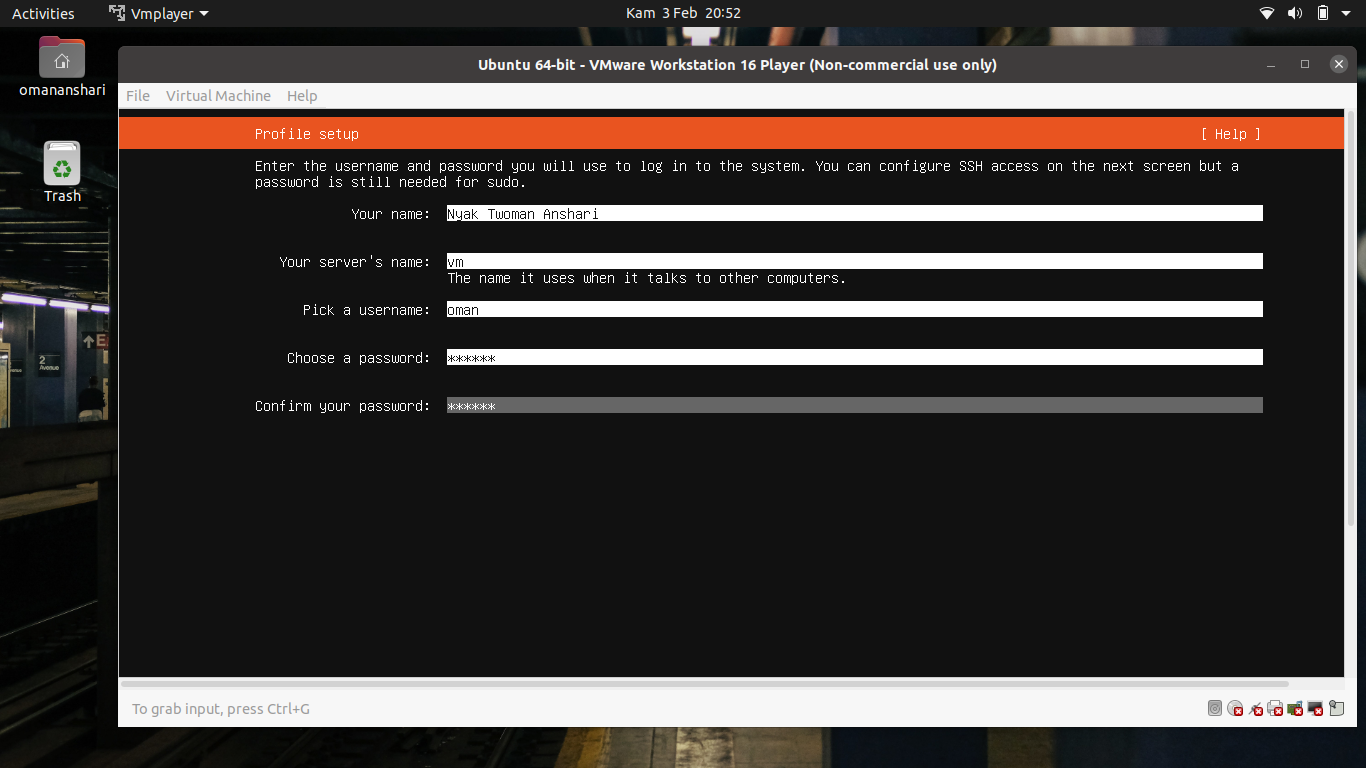 Activities
Vmplayer
Kam 3 Feb 20:52
omananshari
Trash
Ubuntu 64-bit - VMware Workstation 16 Player (Non-commercial use only)
File Virtual Machine Help
Profile setup [ Help ]
Enter the username and password you will use to log in to the system. You can configure SSH access on the next screen but a
password is still needed for sudo.
Your name: Nyak Twoman Anshari
Your server's name: vm
The name it uses when it talks to other computers.
Pick a username: oman
Choose a password: ******
Confirm your password: ******
To grab input, press Ctrl+G
E
2
Avenue